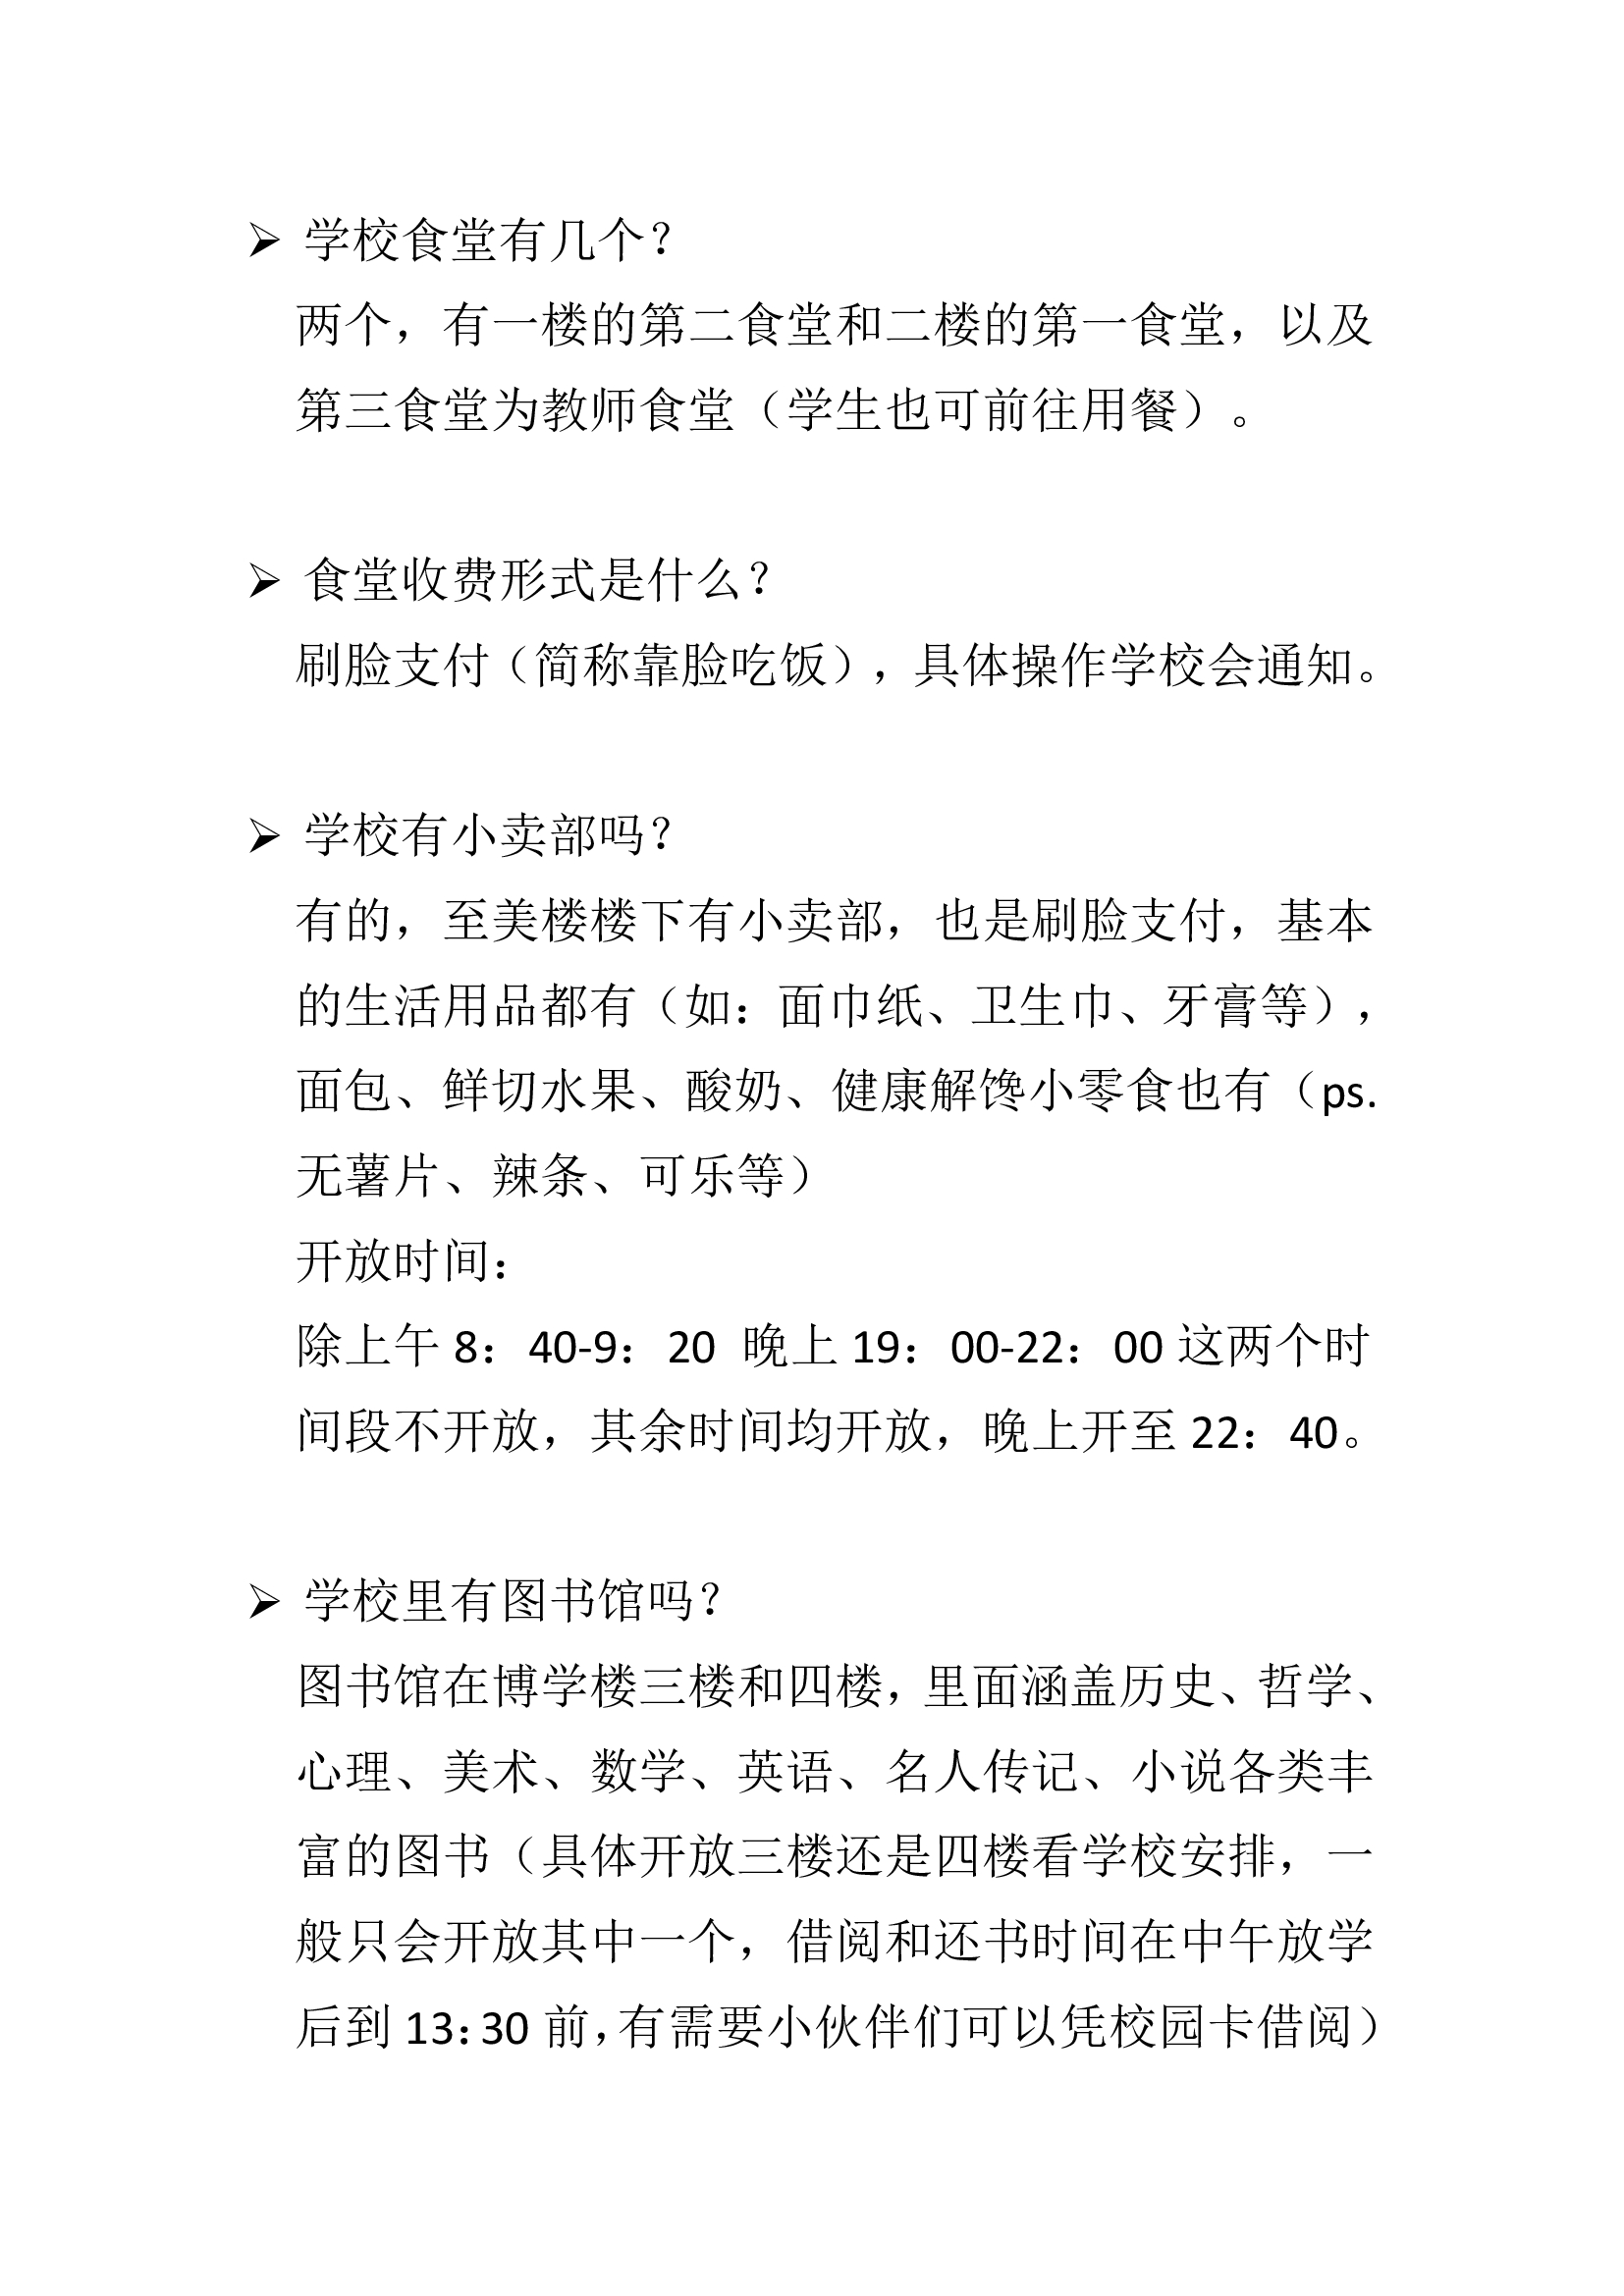 ➢ 学校食堂有几个？
两个，有一楼的第二食堂和二楼的第一食堂，以及
第三食堂为教师食堂（学生也可前往用餐）。
➢ 食堂收费形式是什么？
刷脸支付（简称靠脸吃饭），具体操作学校会通知。
➢ 学校有小卖部吗？
有的，至美楼楼下有小卖部，也是刷脸支付，基本
的生活用品都有（如：面巾纸、卫生巾、牙膏等），
面包、鲜切水果、酸奶、健康解馋小零食也有（ps.
无薯片、辣条、可乐等）
开放时间：
除上午 8：40-9：20 晚上 19：00-22：00 这两个时
间段不开放，其余时间均开放，晚上开至 22：40。
➢ 学校里有图书馆吗？
图书馆在博学楼三楼和四楼，里面涵盖历史、哲学、
心理、美术、数学、英语、名人传记、小说各类丰
富的图书（具体开放三楼还是四楼看学校安排，一
般只会开放其中一个，借阅和还书时间在中午放学
后到 13：30 前，有需要小伙伴们可以凭校园卡借阅）